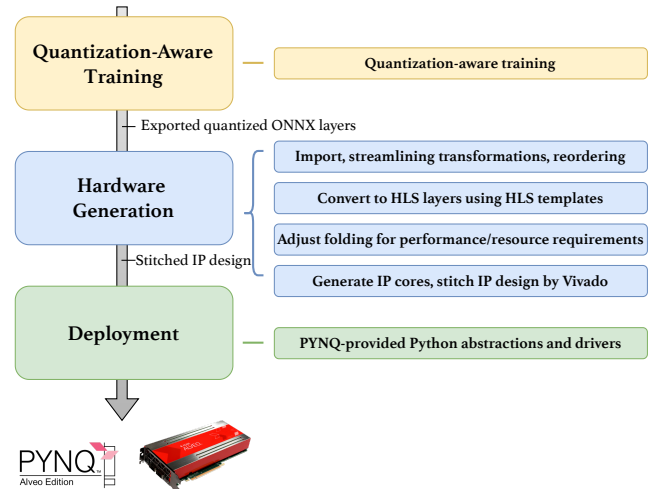 Quantization-Aware
Training
Quantization-aware training
Exported quantized ONNX layers
Hardware
Generation
Import, streamlining transformations, reordering
Convert to HLS layers using HLS templates
Adjust folding for performance/resource requirements
Generate IP cores, stitch IP design by Vivado
Stitched IP design
Deployment
PYNQ-provided Python abstractions and drivers
PYNQ
Alveo Edition
ALVEO